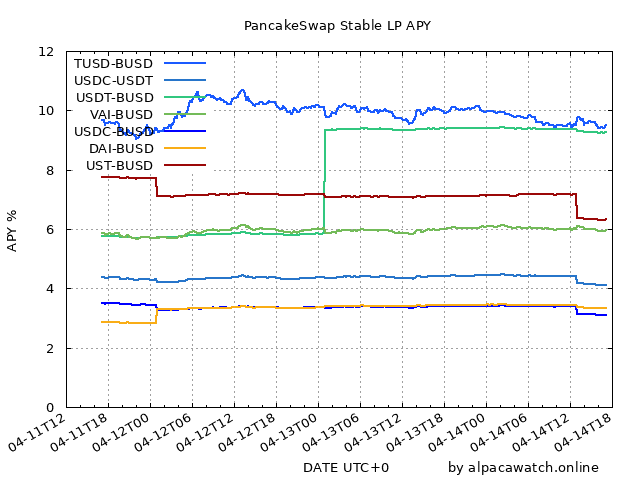 PancakeSwap Stable LP APY
APY %
12
10
8
6
4
2
0
TUSD-BUSD
USDC-USDT
USDT-BUSD
VAI-BUSD
USDC-BUSD
DAI-BUSD
UST-BUSD
04-11T12
04-11T18
04-12T00
04-12T06
04-12T12
04-12T18
04-13T00
04-13T06
04-13T12
04-13T18
04-14T00
04-14T06
04-14T12
04-14T18
DATE UTC+0
by alpacawatch.online